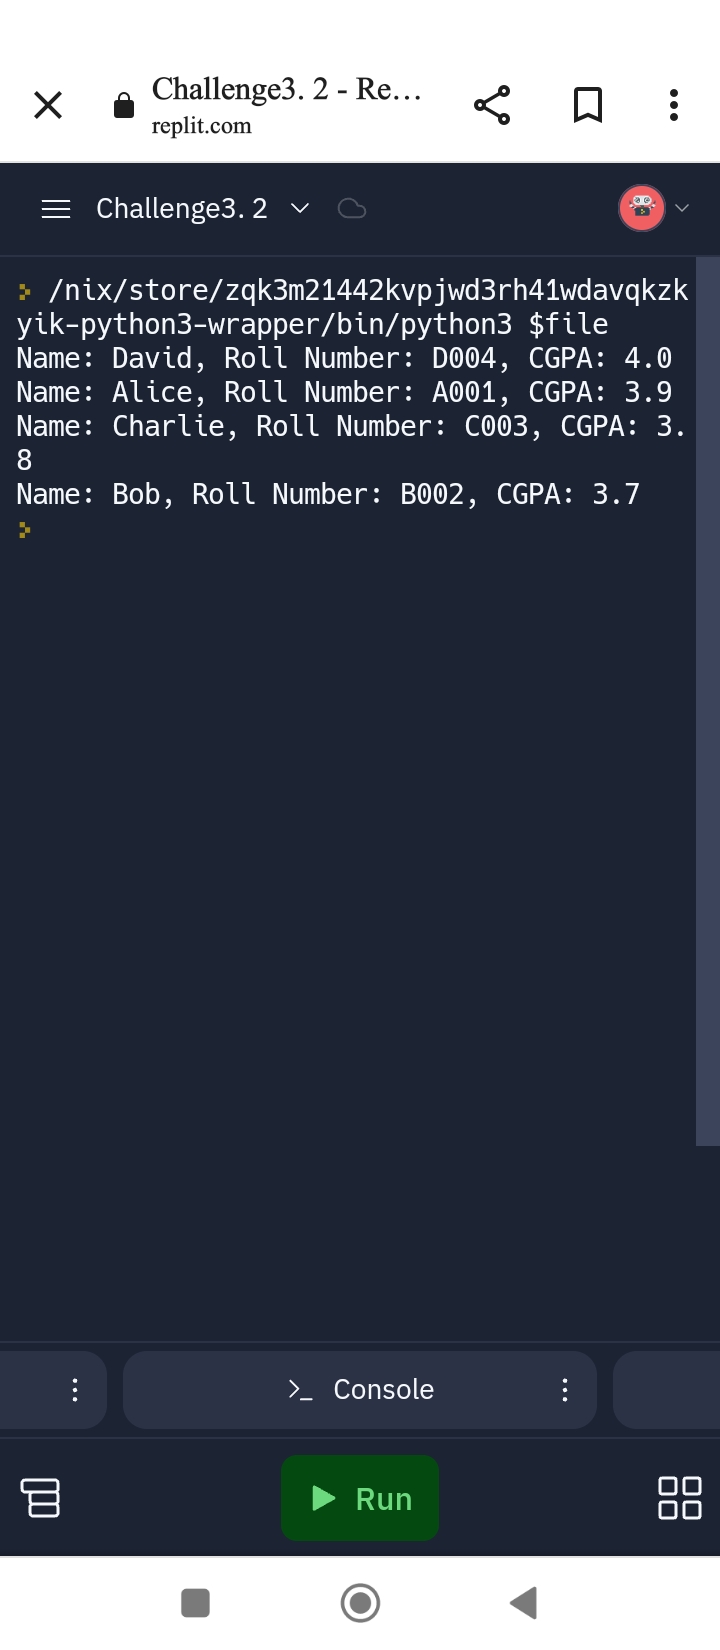 Challenge3. 2 - Re...
replit.com
Challenge3. 2
/nix/store/zqk3m21442kvpjwd3rh41wdavqkzk
yik-python3-wrapper/bin/python3 $file
Name: David, Roll Number: D004, CGPA: 4.0
Name: Alice, Roll Number: A001, CGPA: 3.9
Name: Charlie, Roll Number: C003, CGPA: 3.
8
Name: Bob, Roll Number: B002, CGPA: 3.7
Console
Run